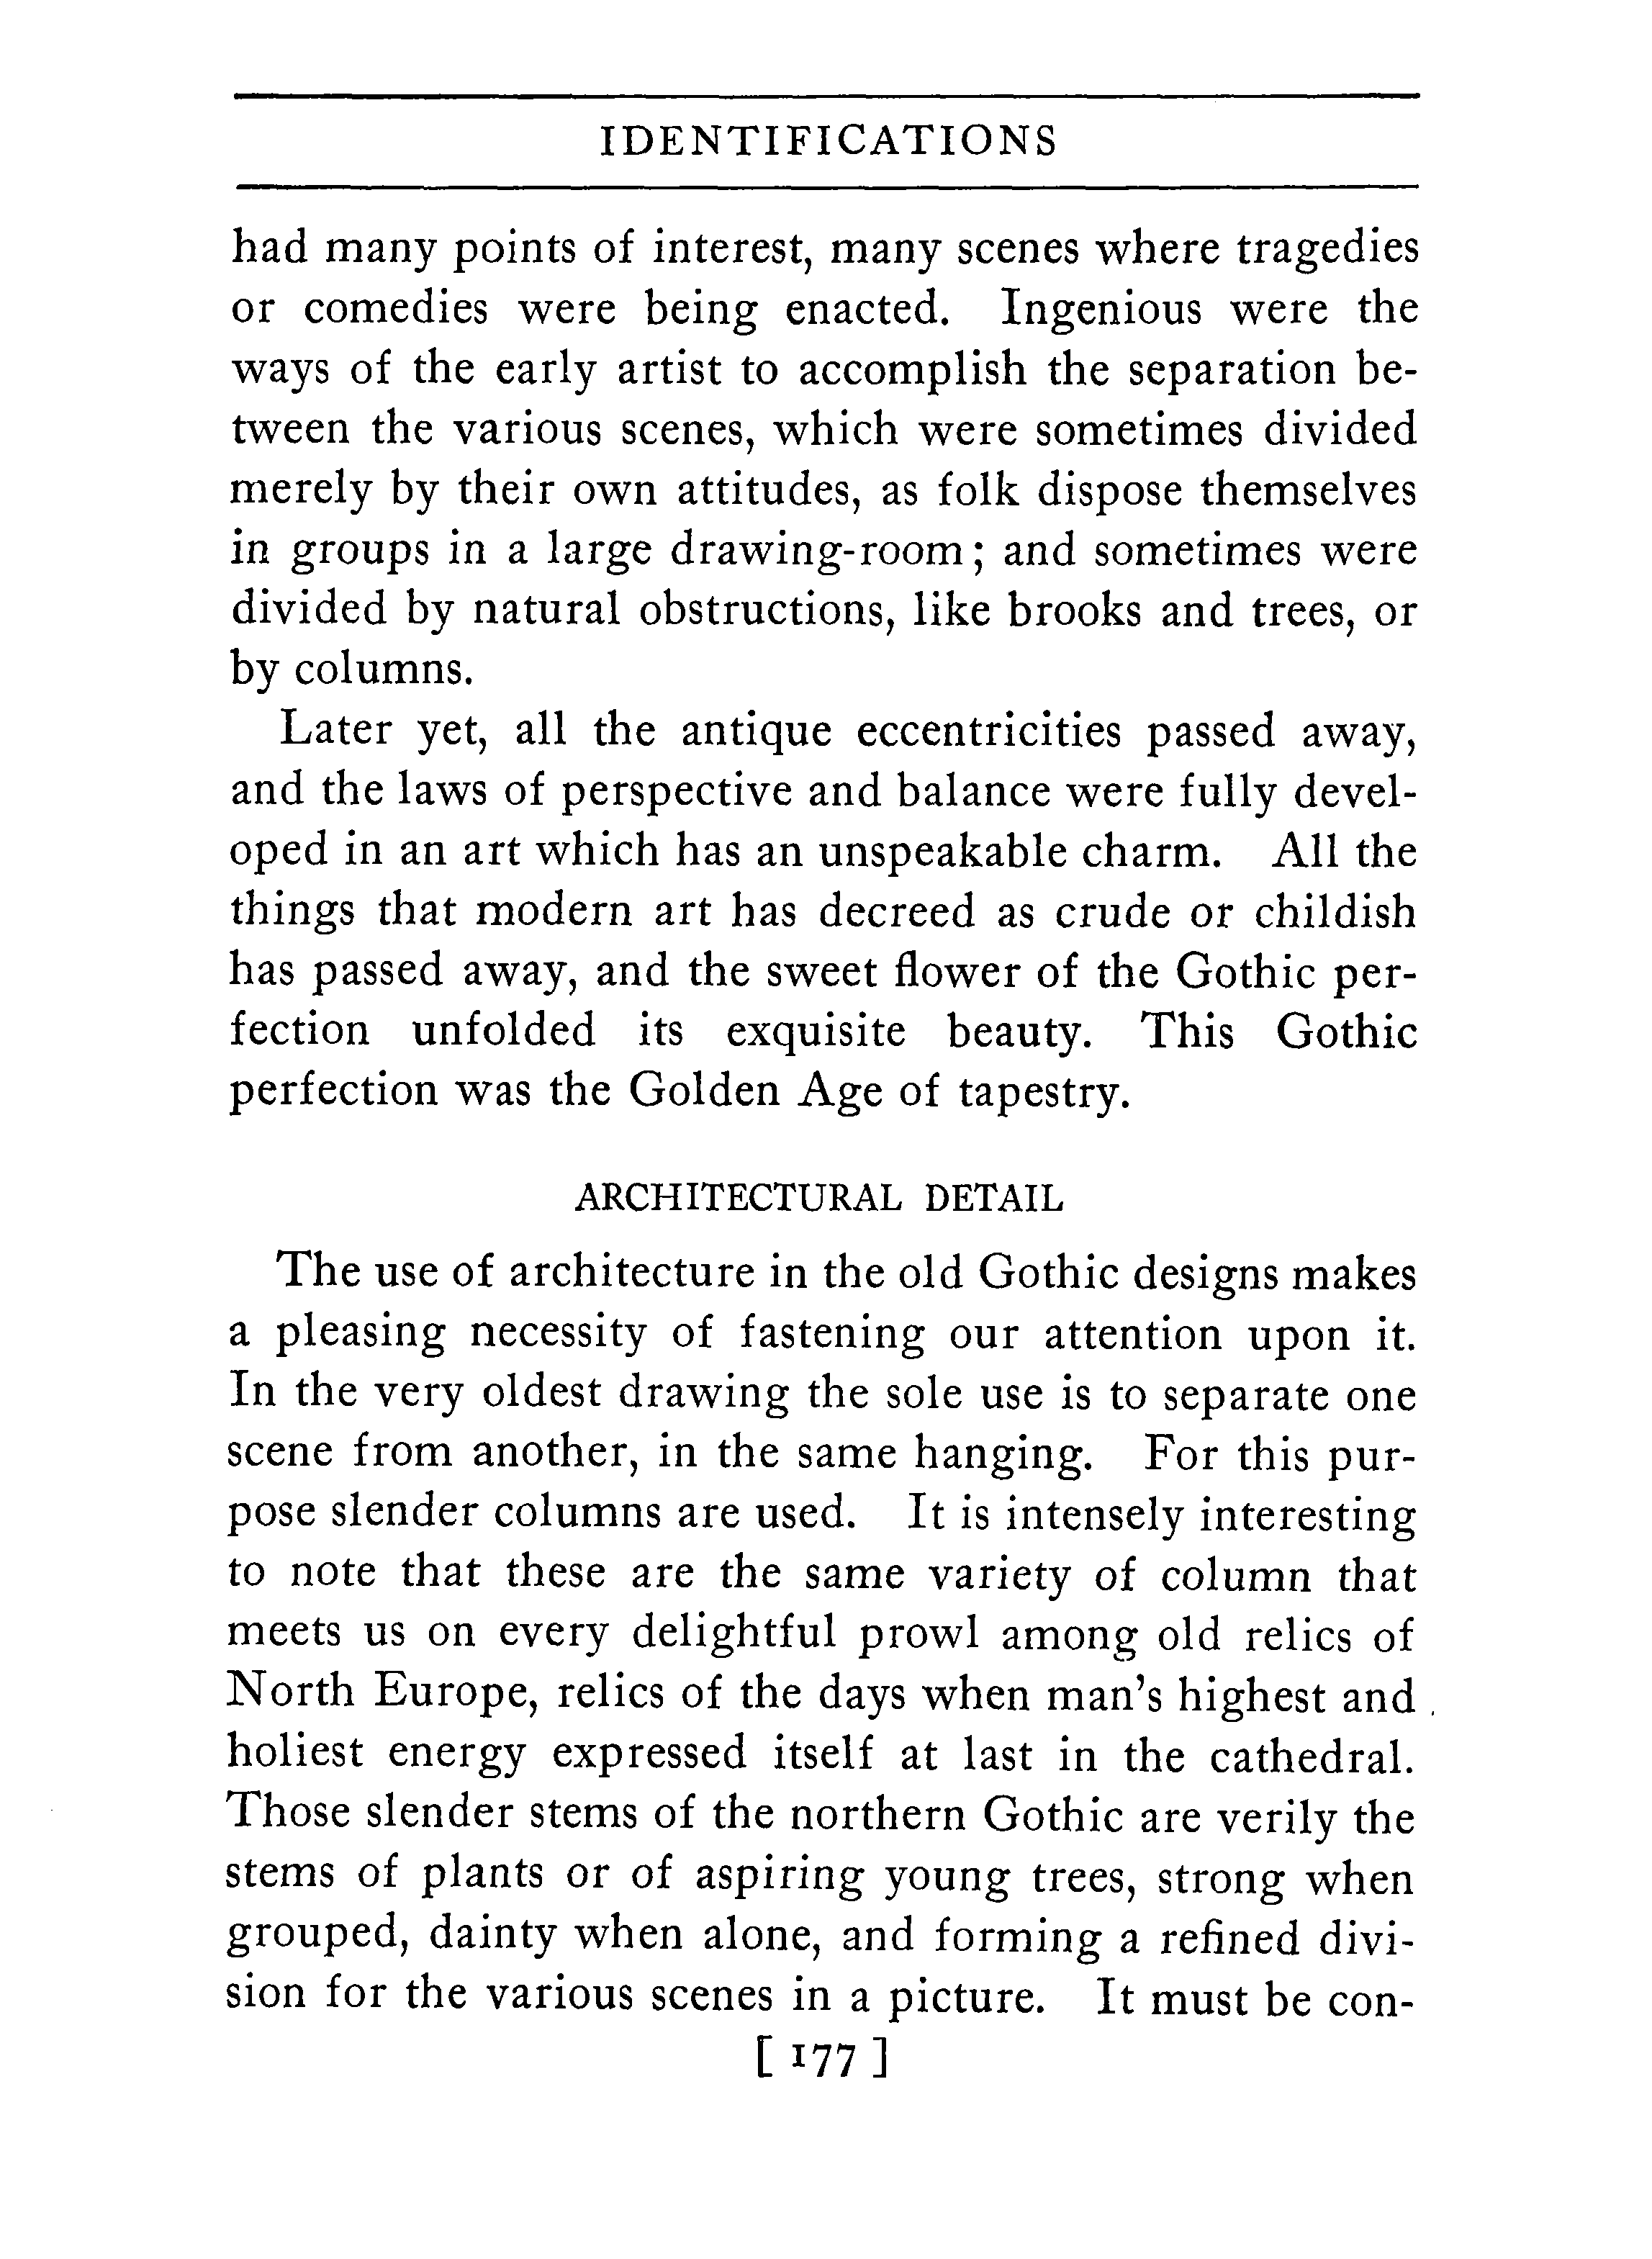 IDENTIFICATIONS
had many points of interest, many scenes where tragedies
or comedies were being enacted. Ingenious were the
ways of the early artist to accomplish the separation be-
tween the various scenes, which were sometimes divided
merely by their own attitudes, as folk dispose themselves
in groups in a large drawing-room; and sometimes were
divided by natural obstructions, like brooks and trees, or
by columns.
Later yet, all the antique eccentricities passed away,
and the laws of perspective and balance were fully devel-
oped in an art which has an unspeakable charm. All the
things that modern art has decreed as crude or childish
has passed away, and the sweet flower of the Gothic per-
fection unfolded its exquisite beauty. This Gothic
perfection was the Golden Age of tapestry.
ARCHITECTURAL DETAIL
The use of architecture in the old Gothic designs makes
a pleasing necessity of fastening our attention upon it.
In the very oldest drawing the sole use is to separate one
scene from another, in the same hanging. For this pur-
pose slender columns are used. It is intensely interesting
to note that these are the same variety of column that
meets us on every delightful prowl among old relics of
North Europe, relics of the days when man's highest and
holiest energy expressed itself at last in the cathedral.
Those slender stems of the northern Gothic are verily the
stems of plants or of aspiring young trees, strong when
grouped, dainty when alone, and forming a refined divi-
sion for the various scenes in a picture. It must be con-
[ 177 ]